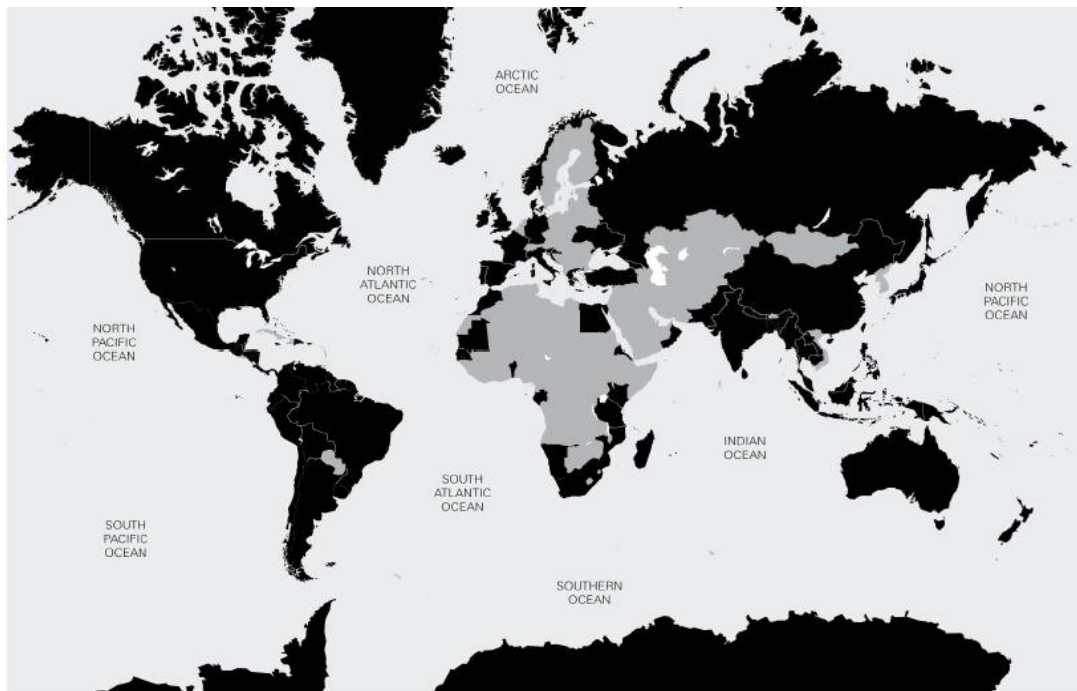 ARCTIC
OCEAN
NORTH
ATLANTIC
OCEAN
NORTH
PACIFIC
OCEAN
NORTH
PACIFIC
OCEAN
INDIAN
OCEAN
SOUTH
ATLANTIC
OCEAN
SOUTH
PACIFIC
OCEAN
SOUTHERN
OCEAN